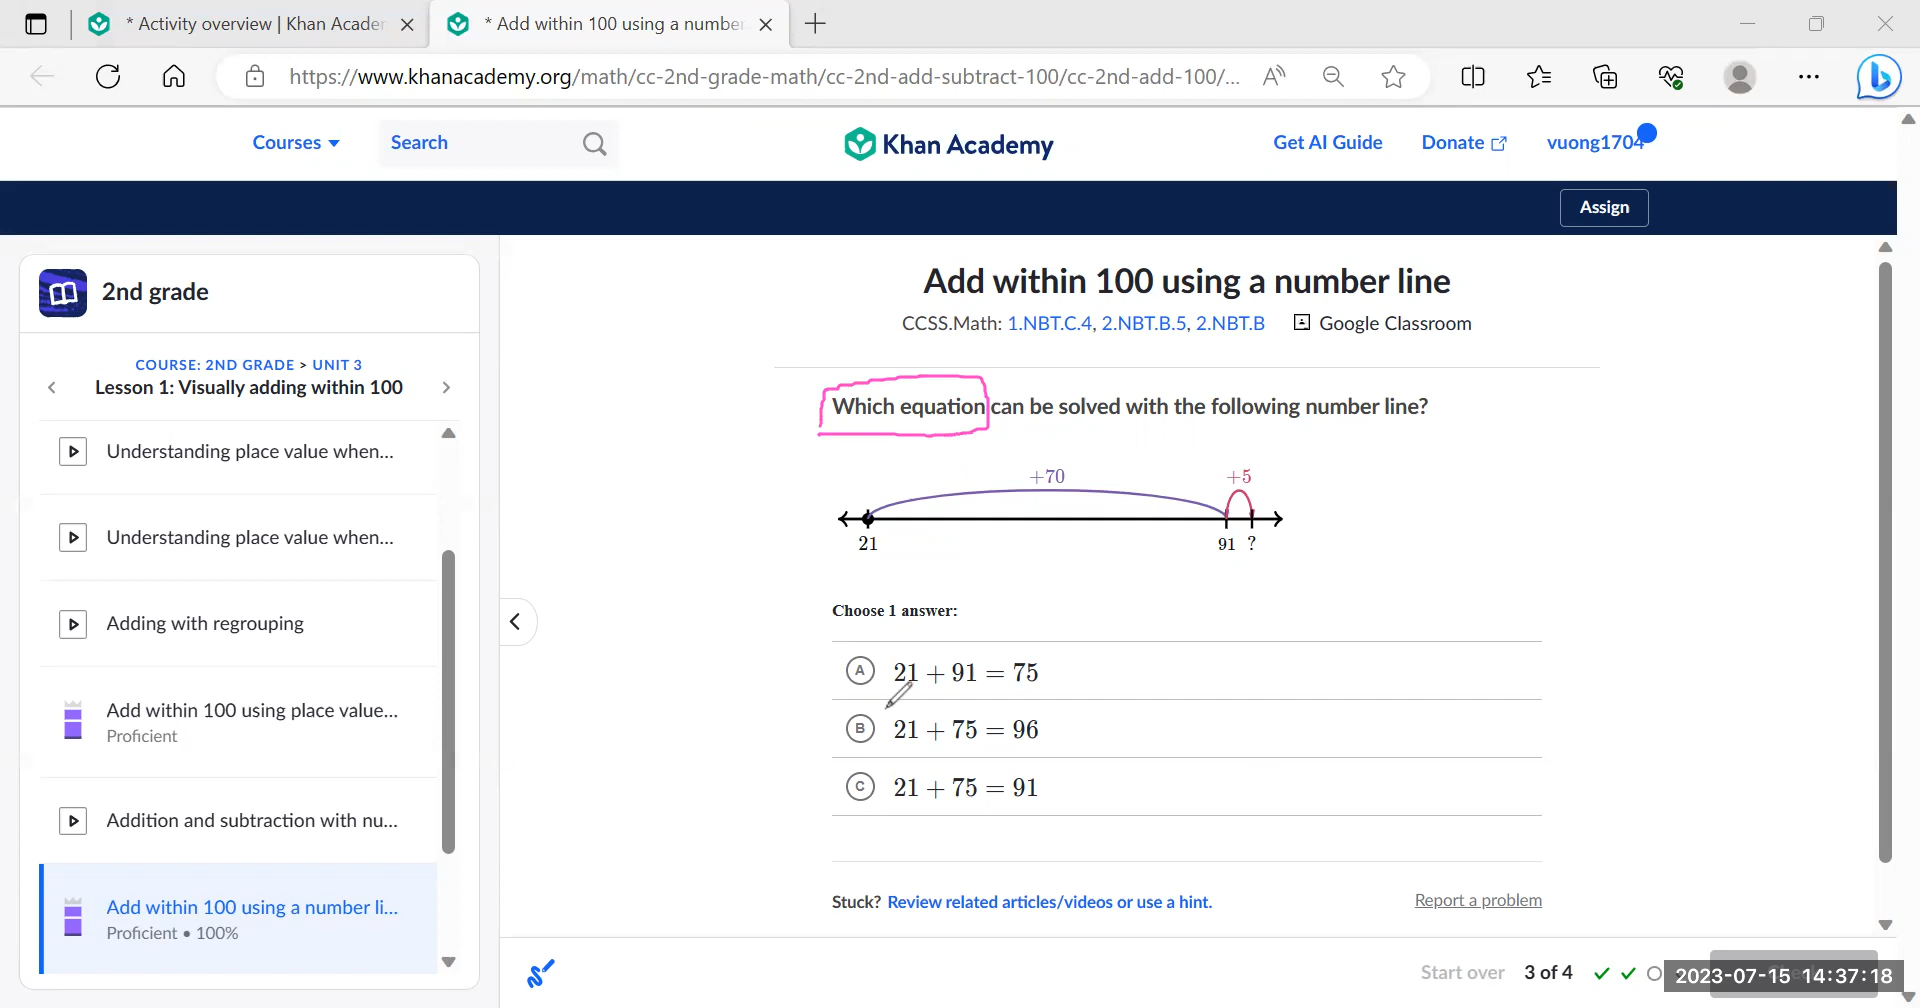 * Activity overview | Khan Acade
* Add within 100 using a number
https://www.khanacademy.org/math/cc-2nd-grade-math/cc-2nd-add-subtract-100/cc-2nd-add-100/...
Courses
Search
Khan Academy
Get AI Guide
Donate
vuong1704
Assign
2nd grade
COURSE: 2ND GRADE > UNIT 3
Lesson 1: Visually adding within 100
Understanding place value when...
Understanding place value when...
Adding with regrouping
Add within 100 using place value...
Proficient
Addition and subtraction with nu...
Add within 100 using a number li...
Proficient • 100%
Add within 100 using a number line
CCSS.Math: 1.NBT.C.4, 2.NBT.B.5, 2.NBT.B
Google Classroom
Which equation can be solved with the following number line?
+70 +5
21 91 ?
Choose 1 answer:
A 21 + 91 = 75
B 21 + 75 = 96
C 21 + 75 = 91
Stuck? Review related articles/videos or use a hint.
Report a problem
Start over 3 of 4
2023-07-15 14:37:18